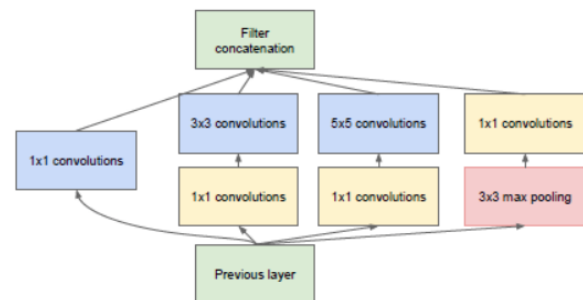 Filter
concatenation
3x3 convolutions
5x5 convolutions
1x1 convolutions
1x1 convolutions
1x1 convolutions
1x1 convolutions
3x3 max pooling
Previous layer